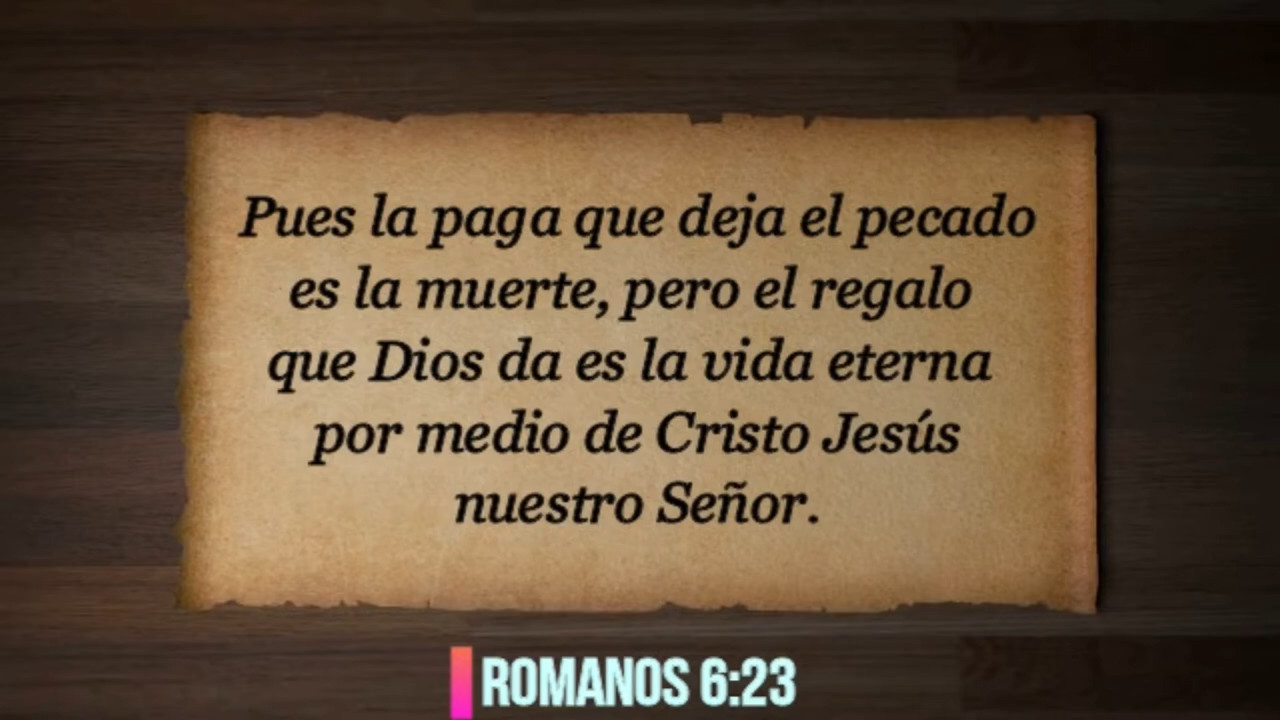 Pues la paga que deja el pecado
es la muerte, pero el regalo
que Dios da es la vida eterna
por medio de Cristo Jesús
nuestro Señor.
ROMANOS 6:23